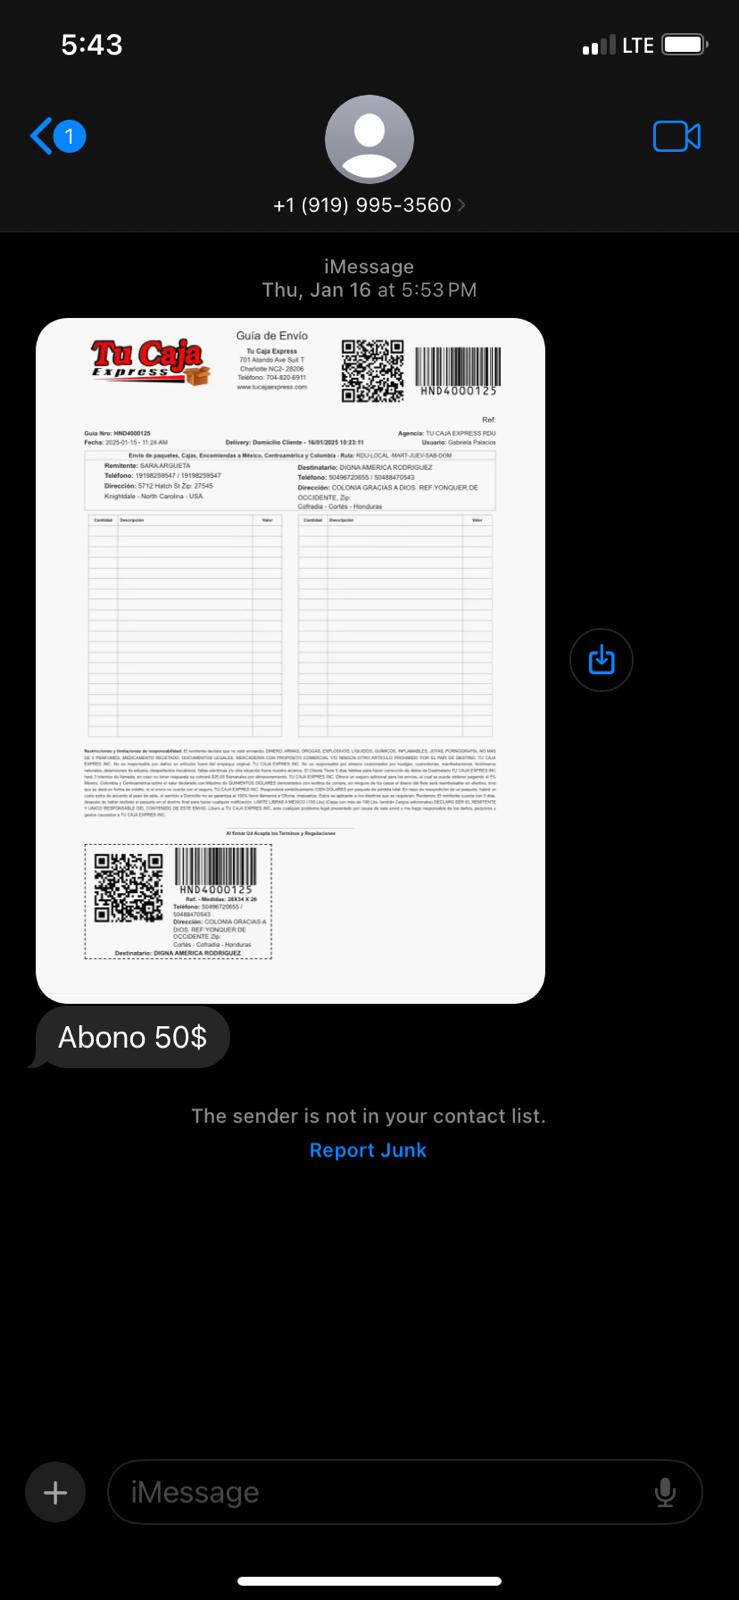 5:43
LTE
1
+1 (919) 995-3560
iMessage
Thu, Jan 16 at 5:53 PM
Tu Caja
Express
Guía de Envío
Tu Caja Express
701 Atando Ave Suit T
Charlotte NC2- 28206
Teléfono: 704-820-6911
www.tucajaexpress.com
HND4000125
Ref:
Guia Nro: HND4000125
Agencia: TU CAJA EXPRESS RDU
Fecha: 2025-01-15 - 11:24 AM
Delivery: Domicilio Cliente - 16/01/2025 10:23:11
Usuario: Gabriela Palacios
Envio de paquetes, Cajas, Encomiendas a México, Centroamérica y Colombia - Ruta: RDU-LOCAL -MART-JUEV-SAB-DOM
Remitente: SARA ARGUETA
Teléfono: 19198259547 / 19198259547
Dirección: 5712 Hatch St Zip: 27545
Knightdale - North Carolina - USA
Destinatario: DIGNA AMERICA RODRIGUEZ
Teléfono: 50496720655 / 50488470543
Dirección: COLONIA GRACIAS A DIOS. REF:YONQUER DE
OCCIDENTE, Zip:
Cofradia - Cortés - Honduras
Cantidad Descripción Valor
Cantidad Descripción Valor
Al firmar Ud Acepta los Terminos y Regulaciones
HND4000125
Ref: - Medidas: 28X34 X 26
Teléfono: 50496720655 /
50488470543
Dirección: COLONIA GRACIAS A
DIOS. REF:YONQUER DE
OCCIDENTE Zip:
Cortés - Cofradia - Honduras
Destinatario: DIGNA AMERICA RODRIGUEZ
Abono 50$
The sender is not in your contact list.
Report Junk
iMessage